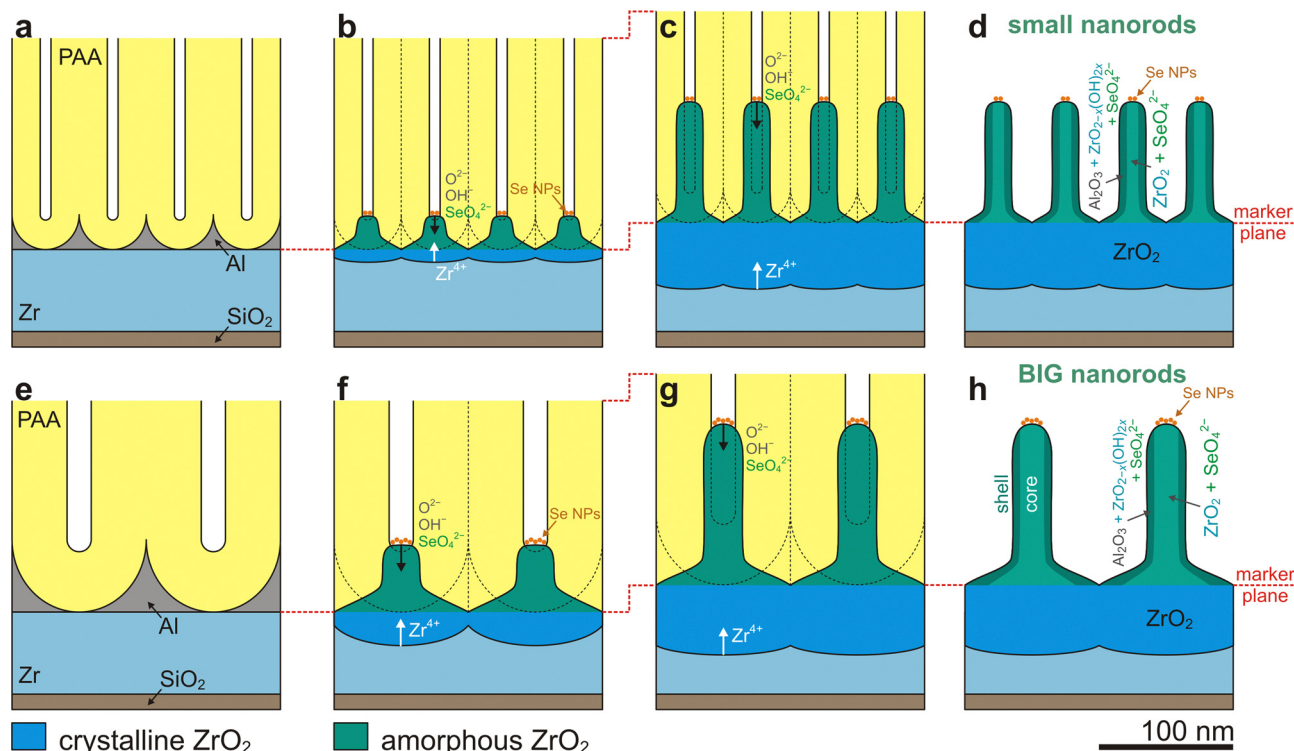 a
PAA
Al
Zr
SiO₂
b
O²⁻
OH⁻
SeO₄²⁻
Se NPs
Zr⁴⁺
c
O²⁻
OH⁻
SeO₄²⁻
Zr⁴⁺
d
small nanorods
Se NPs
Al₂O₃ + ZrO₂₋ₓ(OH)₂ₓ
+ SeO₄²⁻
ZrO₂ + SeO₄²⁻
ZrO₂
marker
plane
e
PAA
Al
Zr
SiO₂
f
O²⁻
OH⁻
SeO₄²⁻
Se NPs
Zr⁴⁺
g
O²⁻
OH⁻
SeO₄²⁻
Zr⁴⁺
h
BIG nanorods
Se NPs
shell
core
Al₂O₃ + ZrO₂₋ₓ(OH)₂ₓ
+ SeO₄²⁻
ZrO₂ + SeO₄²⁻
ZrO₂
marker
plane
crystalline ZrO₂
amorphous ZrO₂
100 nm